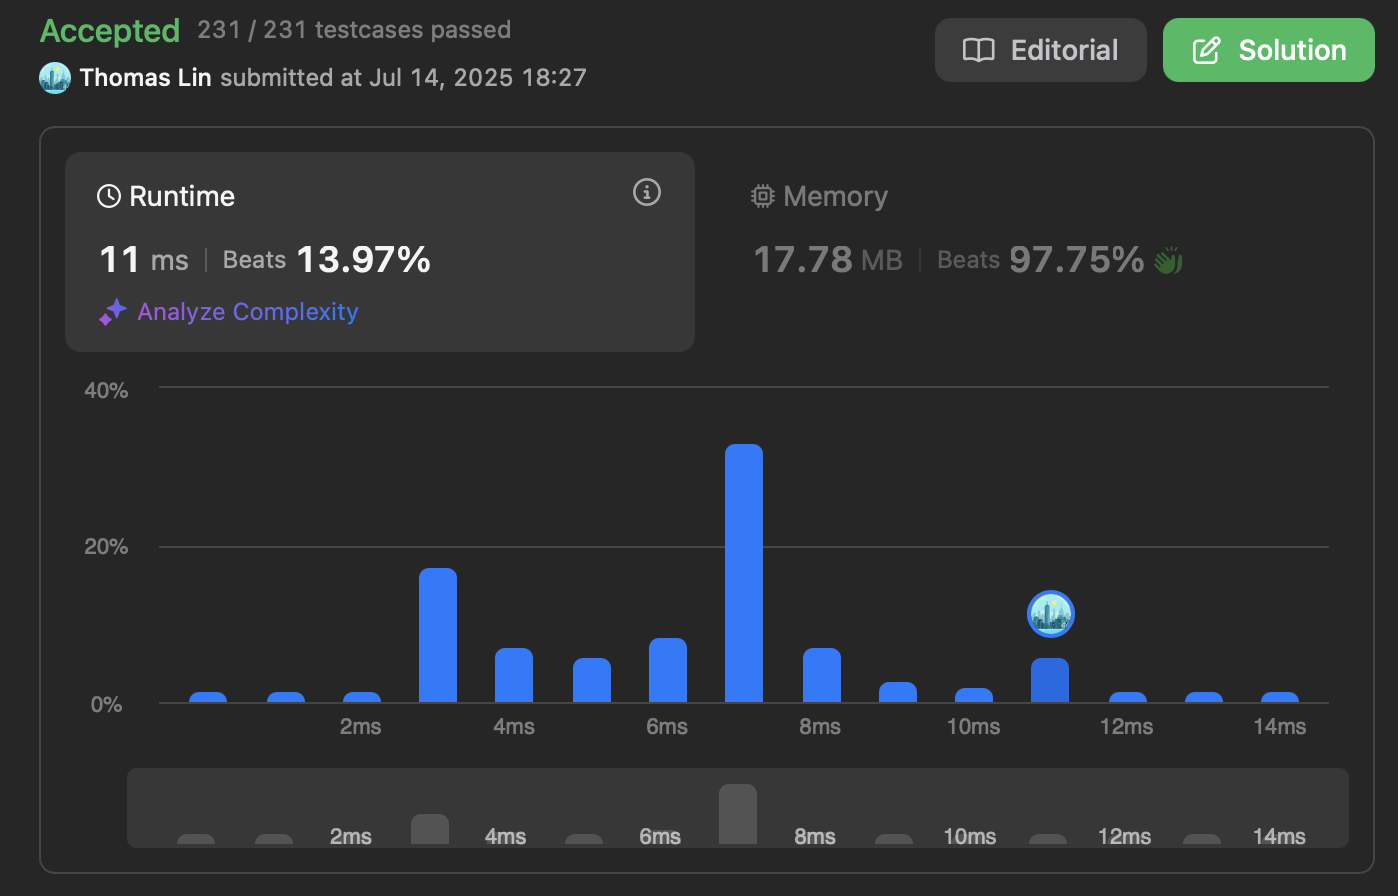 Accepted 231 / 231 testcases passed
Editorial
Solution
Thomas Lin submitted at Jul 14, 2025 18:27
Runtime
11 ms | Beats 13.97%
Analyze Complexity
Memory
17.78 MB | Beats 97.75%
40%
20%
0%
2ms 4ms 6ms 8ms 10ms 12ms 14ms
2ms 4ms 6ms 8ms 10ms 12ms 14ms